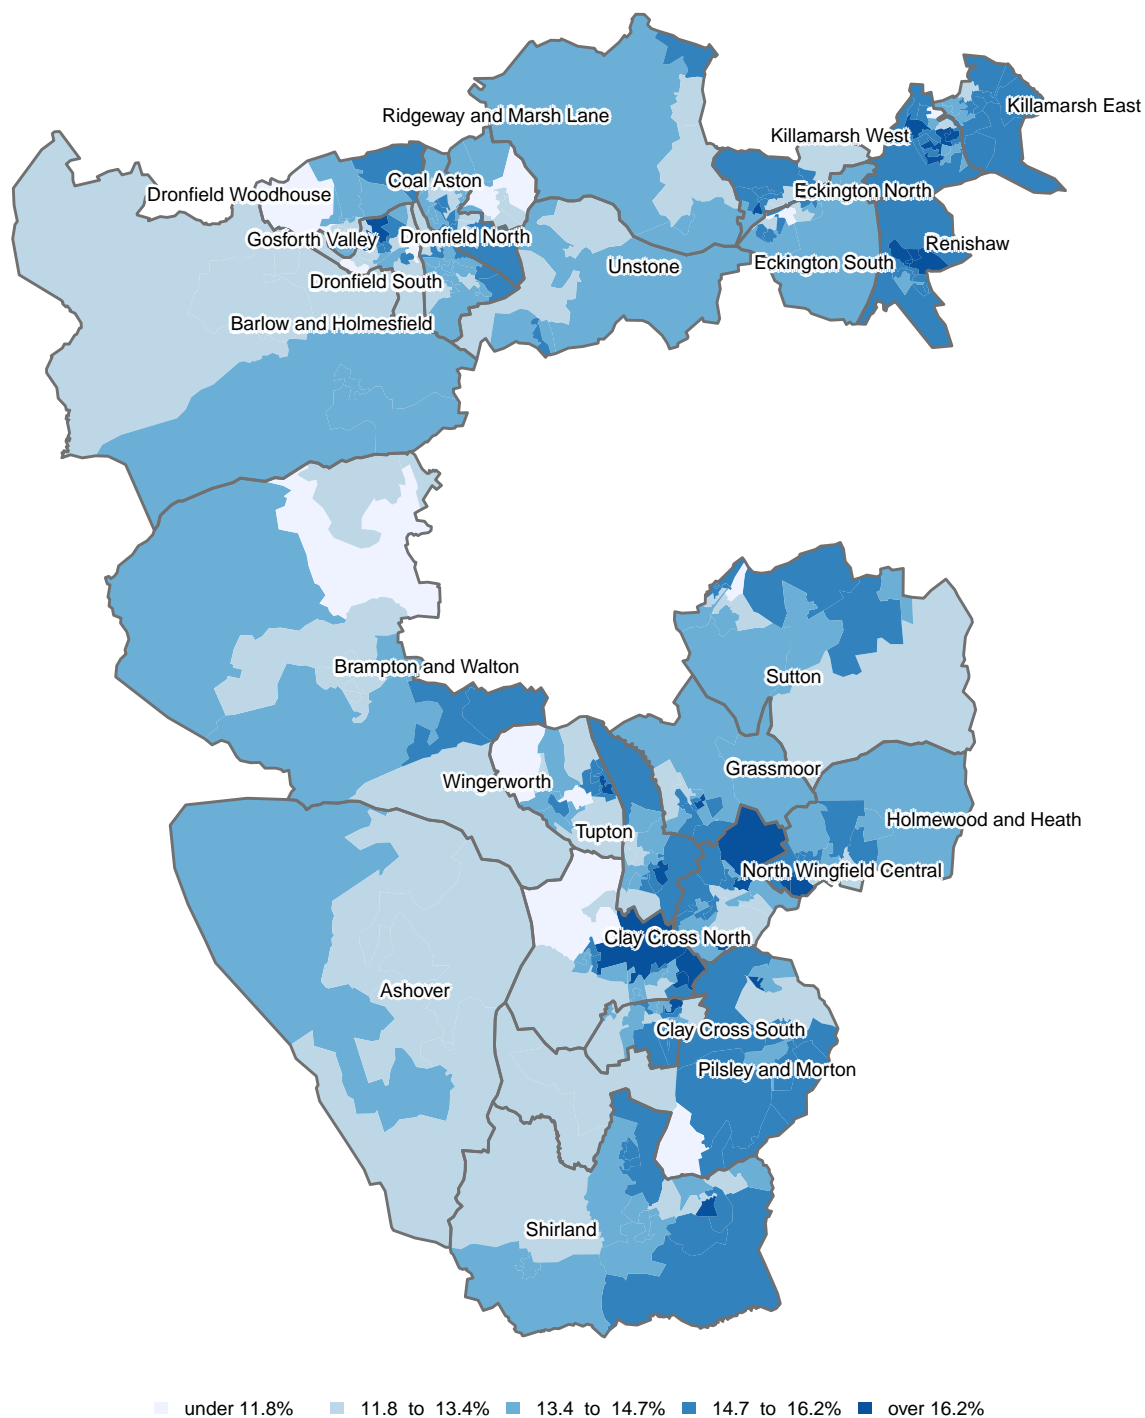 Ridgeway and Marsh Lane
Killamarsh East
Killamarsh West
Coal Aston
Dronfield Woodhouse
Eckington North
Gosforth Valley
Dronfield North
Renishaw
Eckington South
Unstone
Dronfield South
Barlow and Holmesfield
Brampton and Walton
Sutton
Grassmoor
Wingerworth
Holmewood and Heath
Tupton
North Wingfield Central
Clay Cross North
Ashover
Clay Cross South
Pilsley and Morton
Shirland
under 11.8% 11.8 to 13.4% 13.4 to 14.7% 14.7 to 16.2% over 16.2%